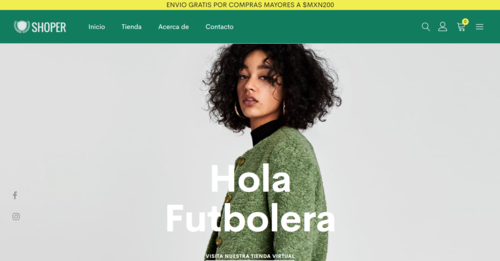 ENVIO GRATIS POR COMPRAS MAYORES A $MXN200
SHOPER
Inicio
Tienda
Acerca de
Contacto
0
Hola
Futbolera
VISITA NUESTRA TIENDA VIRTUAL